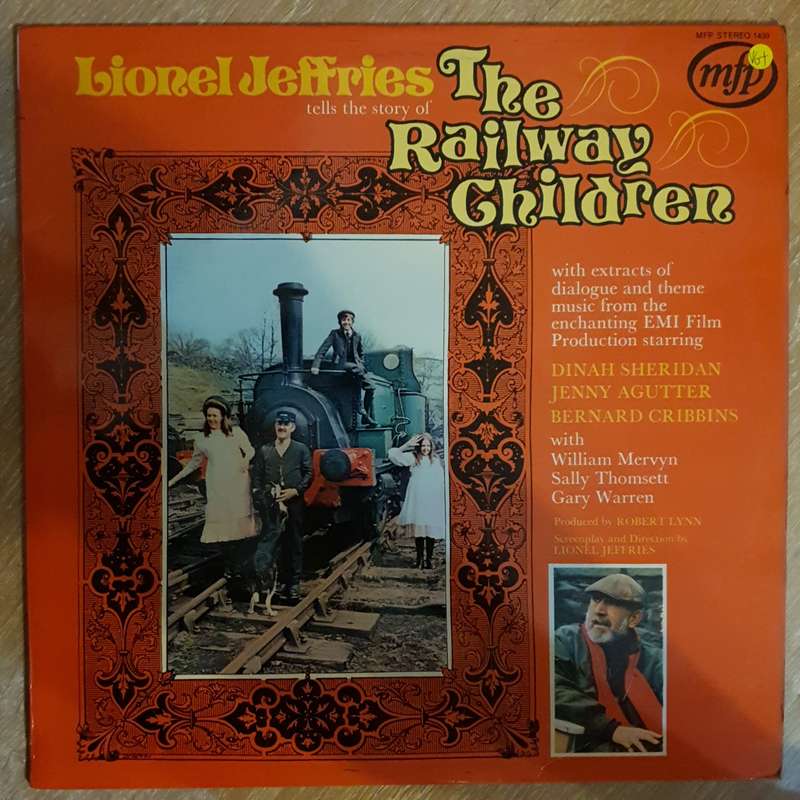 MFP STEREO 1430
mfp
VG+
Lionel Jeffries
tells the story of
The
Railway
Children
with extracts of
dialogue and theme
music from the
enchanting EMI Film
Production starring
DINAH SHERIDAN
JENNY AGUTTER
BERNARD CRIBBINS
with
William Mervyn
Sally Thomsett
Gary Warren
Produced by ROBERT LYNN
Screenplay and Direction by
LIONEL JEFFRIES